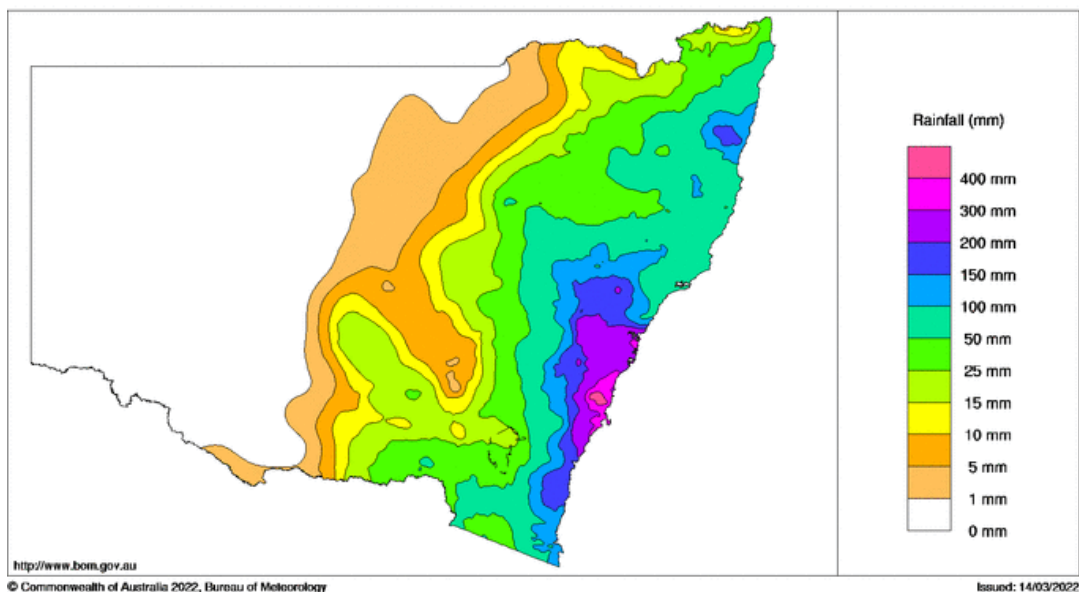 Rainfall (mm)
400 mm
300 mm
200 mm
150 mm
100 mm
50 mm
25 mm
15 mm
10 mm
5 mm
1 mm
0 mm
http://www.bom.gov.au
© Commonwealth of Australia 2022, Bureau of Meteorology
Issued: 14/03/2022